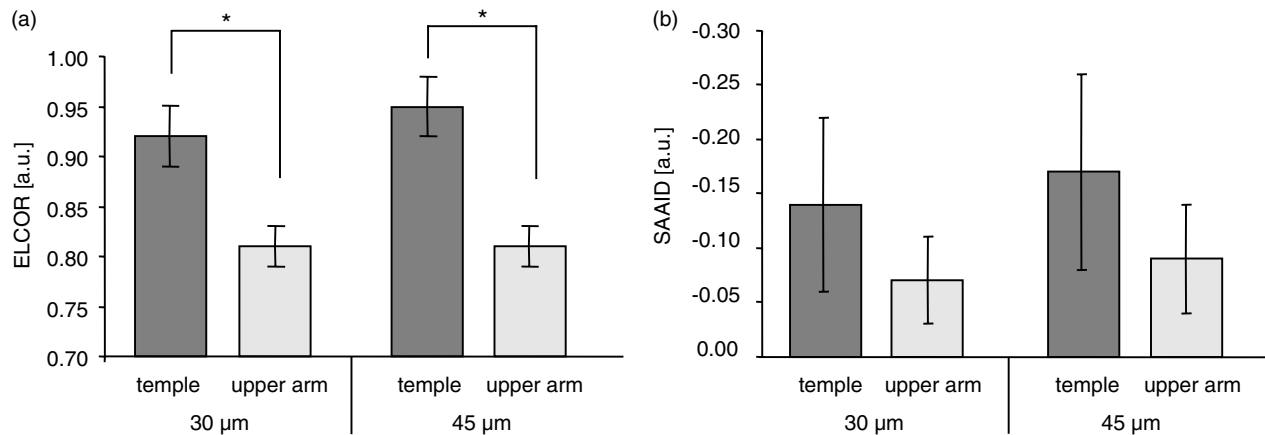 (a)
*
*
1.00
0.95
0.90
0.85
0.80
0.75
0.70
ELCOR [a.u.]
temple
upper arm
temple
upper arm
30 µm
45 µm
(b)
-0.30
-0.25
-0.20
-0.15
-0.10
-0.05
0.00
SAAID [a.u.]
temple
upper arm
temple
upper arm
30 µm
45 µm